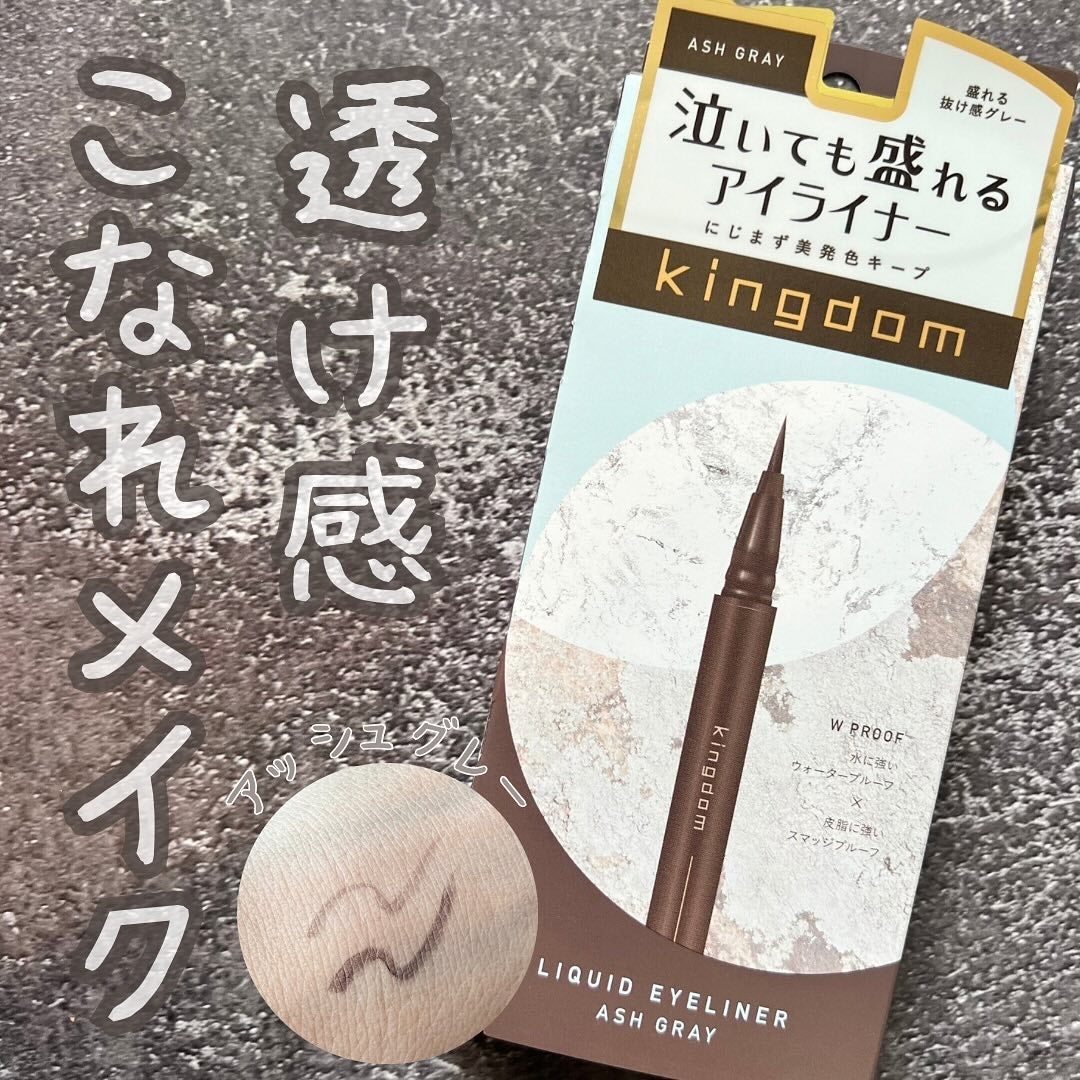 透け感
こなれメイク
アッシュグレー
ASH GRAY
盛れる
抜け感グレー
泣いても盛れる
アイライナー
にじまず美発色キープ
kingdom
kingdom
W PROOF
水に強い
ウォータープルーフ
×
皮脂に強い
スマッジプルーフ
LIQUID EYELINER
ASH GRAY